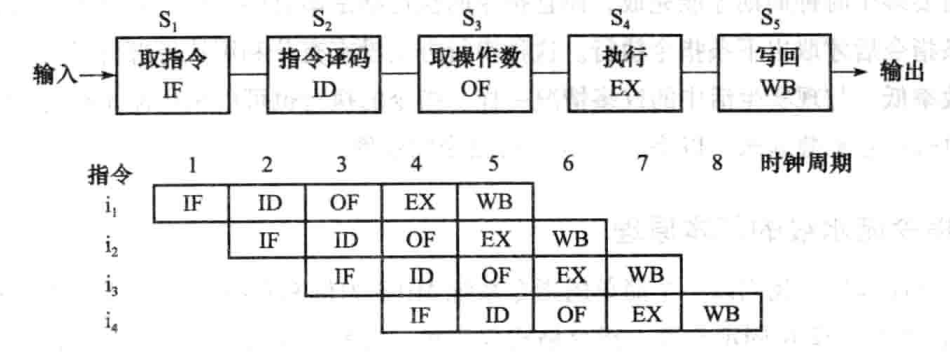 S1 S2 S3 S4 S5
输入 取指令 指令译码 取操作数 执行 写回 输出
IF ID OF EX WB
指令 1 2 3 4 5 6 7 8 时钟周期
i1 IF ID OF EX WB
i2 IF ID OF EX WB
i3 IF ID OF EX WB
i4 IF ID OF EX WB